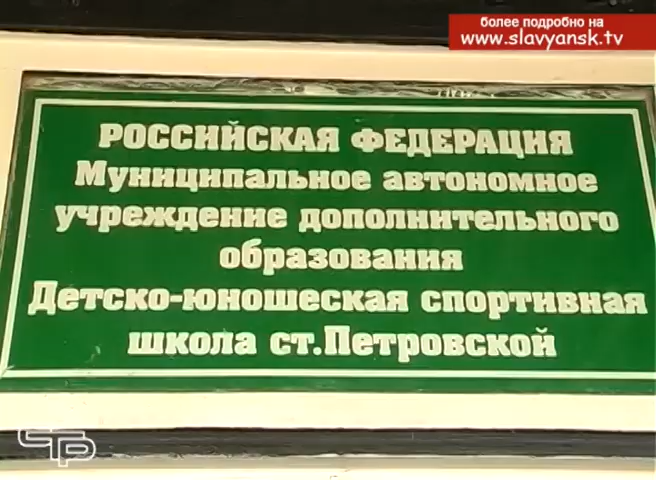 более подробно на
www.slavyansk.tv
РОССИЙСКАЯ ФЕДЕРАЦИЯ
Муниципальное автономное
учреждение дополнительного
образования
Детско-юношеская спортивная
школа ст.Петровской
СТР